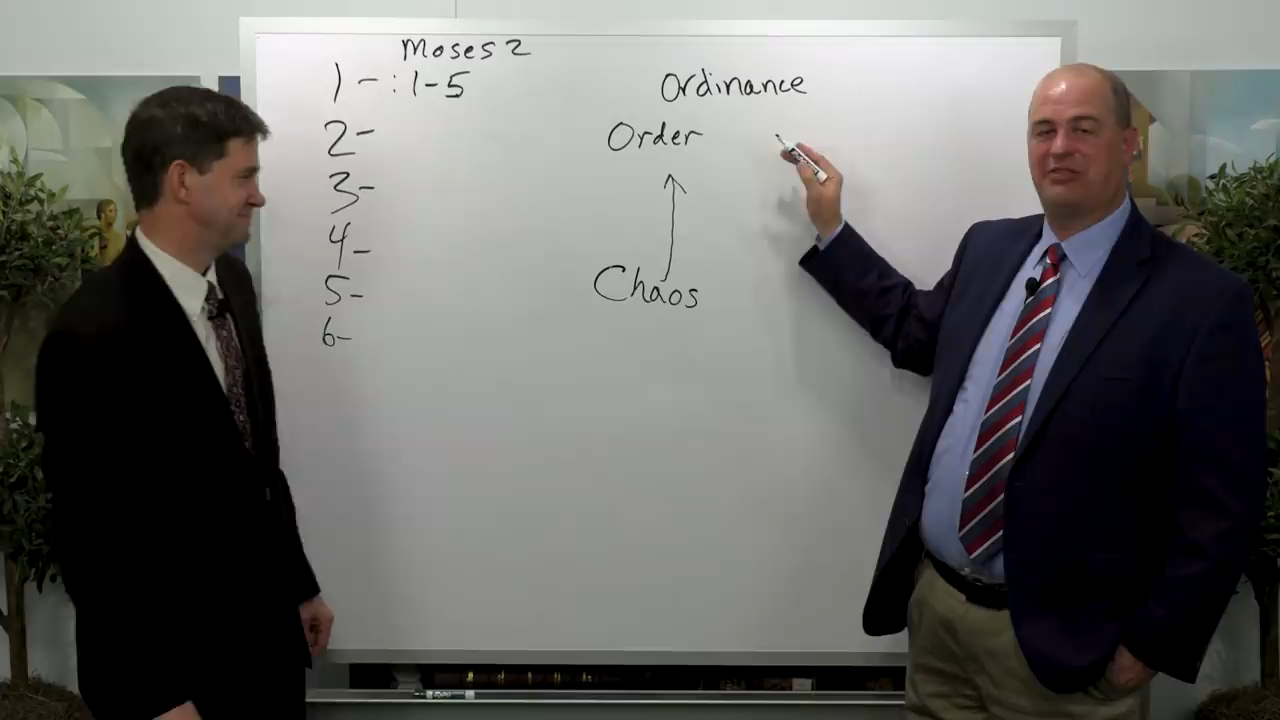 Moses 2
1- :1-5
2-
3-
4-
5-
6-
Ordinance
Order
Chaos